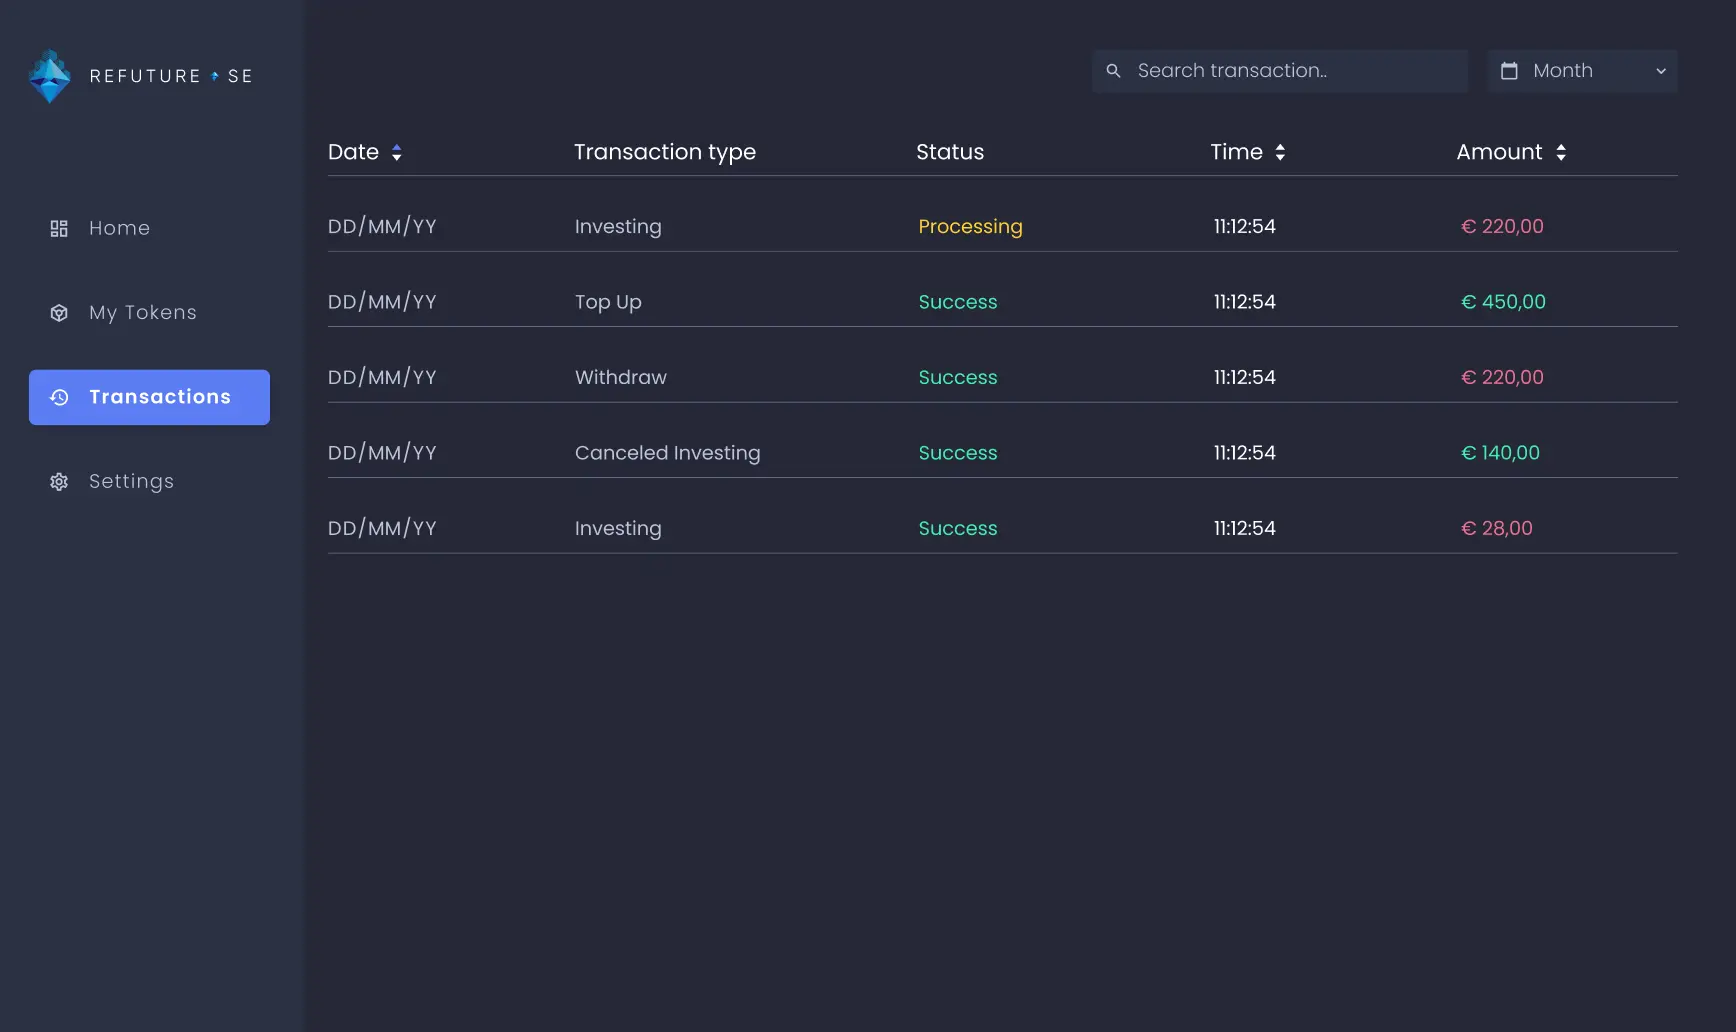 REFUTURE SE
Search transaction..
Month
Home
My Tokens
Transactions
Settings
Date Transaction type Status Time Amount
DD/MM/YY Investing Processing 11:12:54 € 220,00
DD/MM/YY Top Up Success 11:12:54 € 450,00
DD/MM/YY Withdraw Success 11:12:54 € 220,00
DD/MM/YY Canceled Investing Success 11:12:54 € 140,00
DD/MM/YY Investing Success 11:12:54 € 28,00